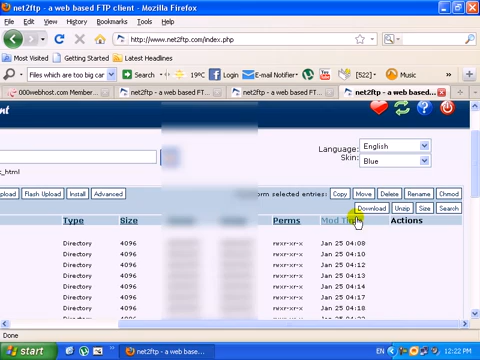 net2ftp - a web based FTP client - Mozilla Firefox
Edit View History Bookmarks Tools Help
http://www.net2ftp.com/index.php
Most Visited Getting Started Latest Headlines
Files which are too big car Search 19°C Login E-Mail Notifier [522] Music
000webhost.com Member... net2ftp - a web based FT... net2ftp - a web based FT... net2ftp - a web based...
Language: English
Skin: Blue
_html
Upload Flash Upload Install Advanced
selected entries: Copy Move Delete Rename Chmod
Download Unzip Size Search
Type Size Perms Mod Actions
Directory 4096 rwxr-xr-x Jan 25 04:08
Directory 4096 rwxr-xr-x Jan 25 04:10
Directory 4096 rwxr-xr-x Jan 25 04:12
Directory 4096 rwxr-xr-x Jan 25 04:13
Directory 4096 rwxr-xr-x Jan 25 04:14
Directory 4096 rwxr-xr-x Jan 25 04:17
Directory 4096 rwxr-xr-x Jan 25 04:18
Done
start net2ftp - a web based... EN 12:22 PM